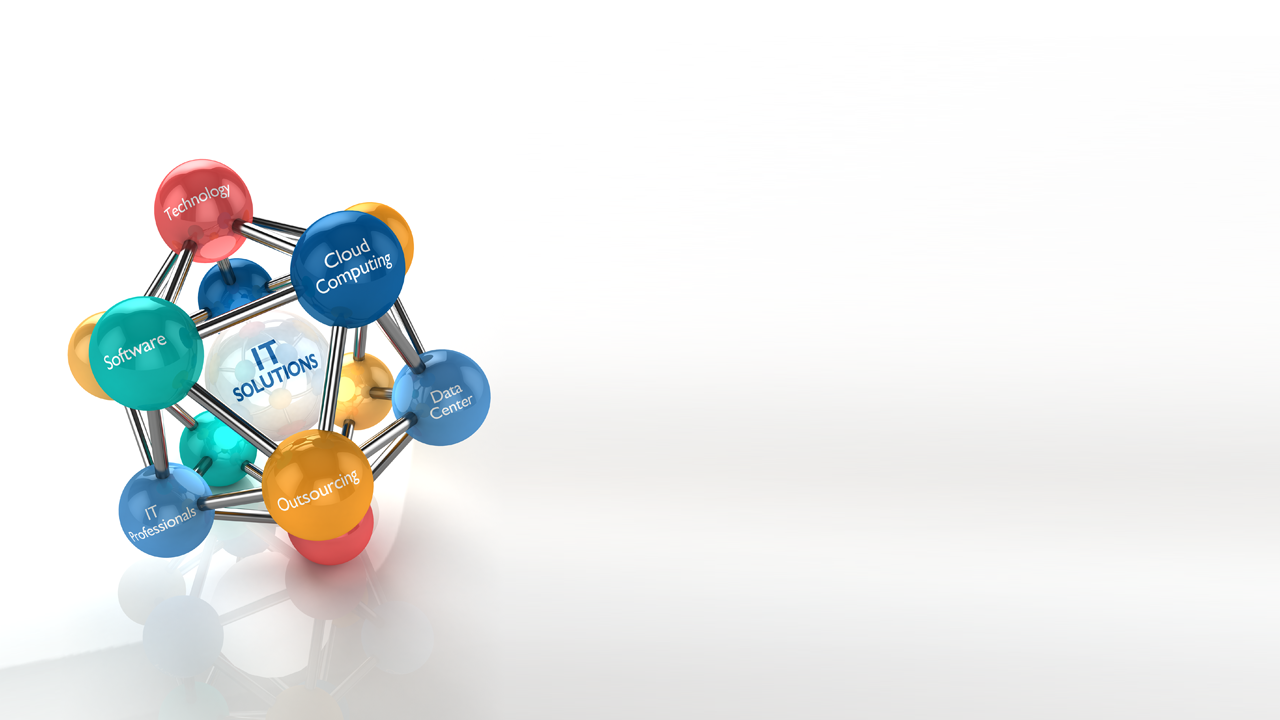 Technology
Cloud
Computing
Software
IT
SOLUTIONS
Data
Center
Outsourcing
IT
Professionals